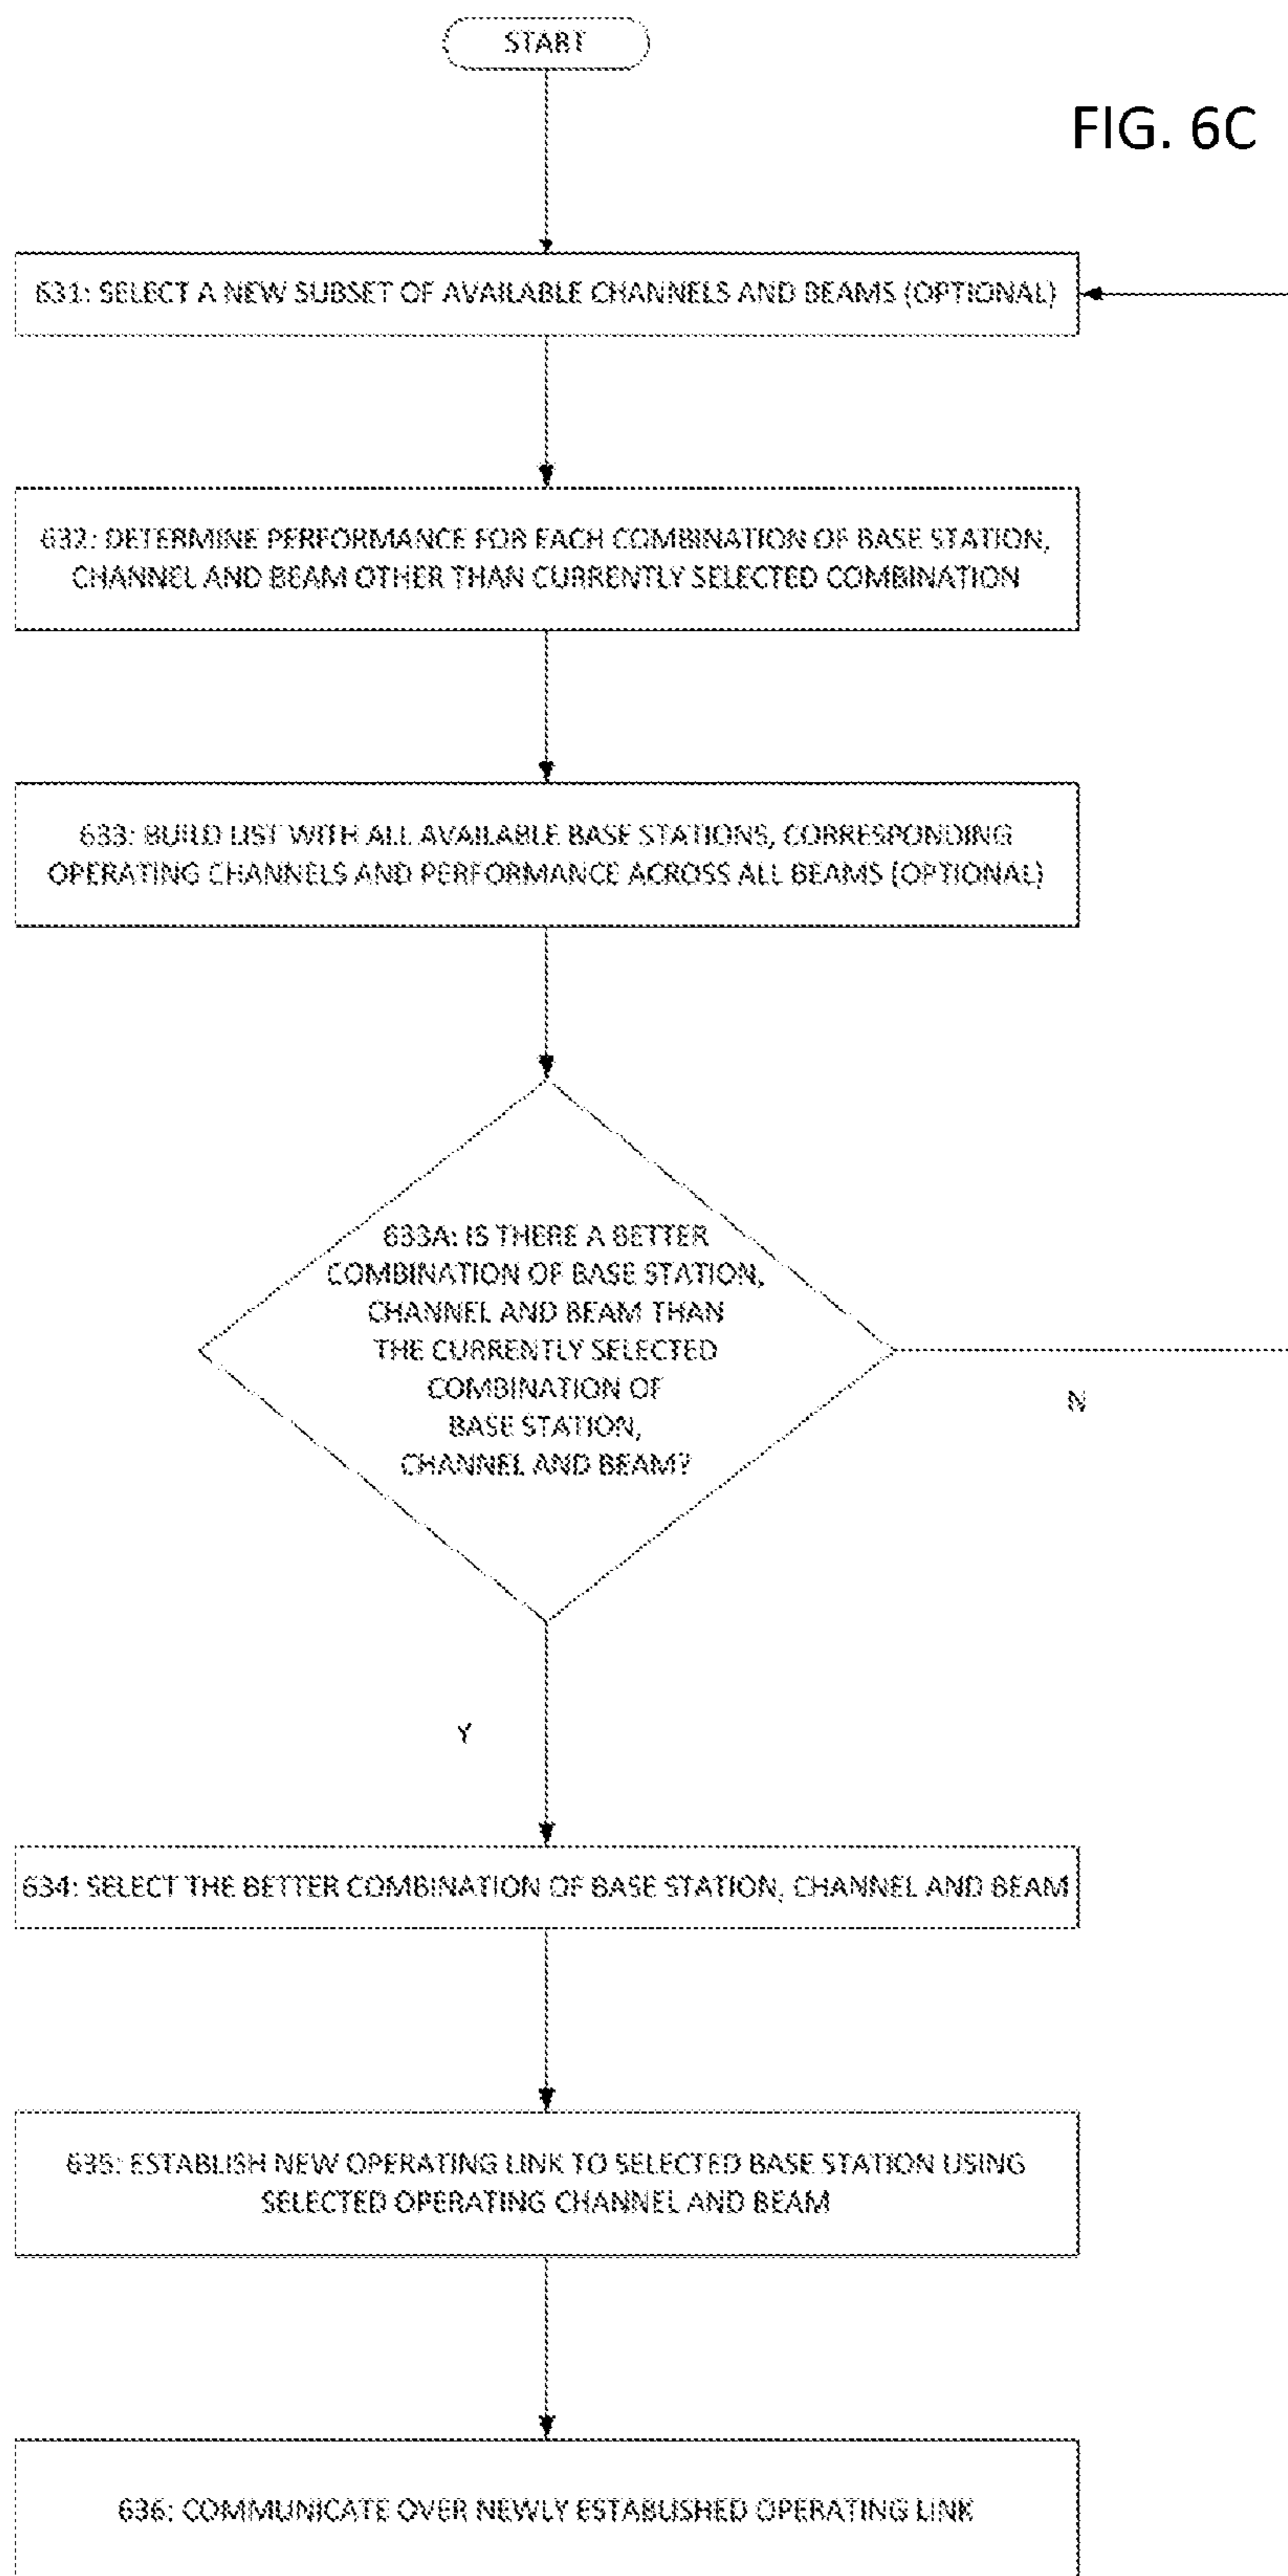 START
FIG. 6C
631: SELECT A NEW SUBSET OF AVAILABLE CHANNELS AND BEAMS (OPTIONAL)
632: DETERMINE PERFORMANCE FOR EACH COMBINATION OF BASE STATION,
CHANNEL AND BEAM OTHER THAN CURRENTLY SELECTED COMBINATION
633: BUILD LIST WITH ALL AVAILABLE BASE STATIONS, CORRESPONDING
OPERATING CHANNELS AND PERFORMANCE ACROSS ALL BEAMS (OPTIONAL)
633A: IS THERE A BETTER
COMBINATION OF BASE STATION,
CHANNEL AND BEAM THAN
THE CURRENTLY SELECTED
COMBINATION OF
BASE STATION,
CHANNEL AND BEAM?
N
Y
634: SELECT THE BETTER COMBINATION OF BASE STATION, CHANNEL AND BEAM
635: ESTABLISH NEW OPERATING LINK TO SELECTED BASE STATION USING
SELECTED OPERATING CHANNEL AND BEAM
636: COMMUNICATE OVER NEWLY ESTABLISHED OPERATING LINK